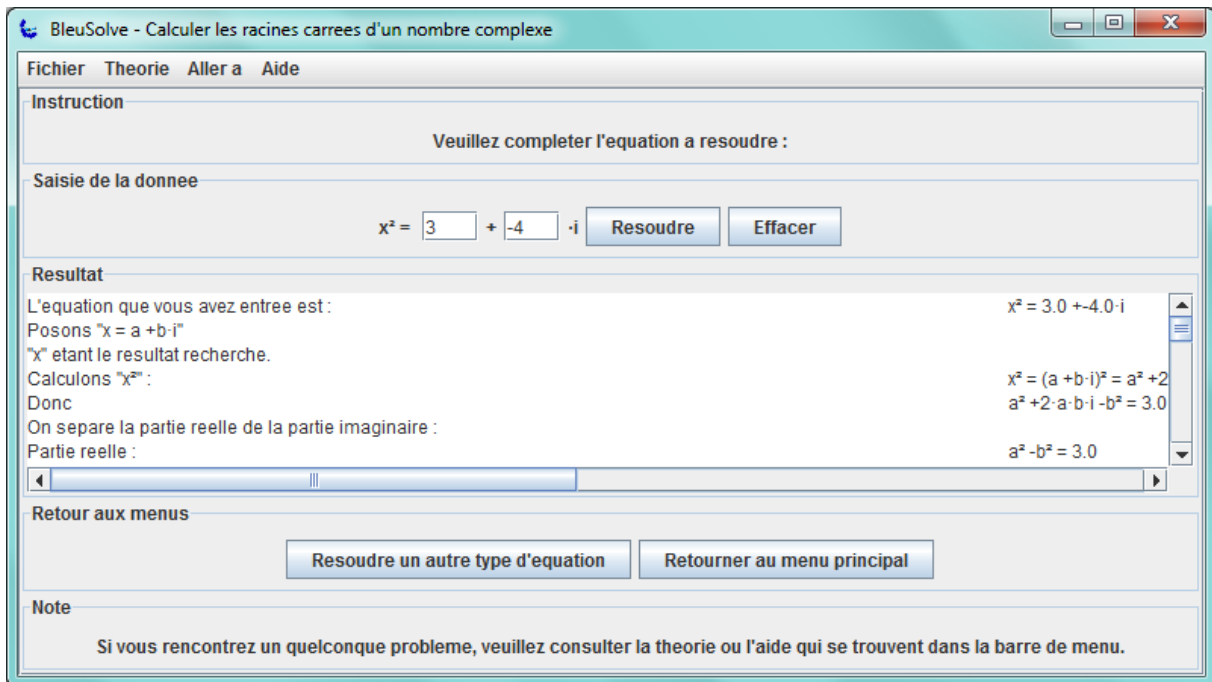 BleuSolve - Calculer les racines carrees d'un nombre complexe
Fichier Theorie Aller a Aide
Instruction
Veuillez completer l'equation a resoudre :
Saisie de la donnee
x² = 3 + -4 ·i Resoudre Effacer
Resultat
L'equation que vous avez entree est : x² = 3.0 +-4.0·i
Posons "x = a +b·i"
"x" etant le resultat recherche.
Calculons "x²" : x² = (a +b·i)² = a² +2
Donc a² +2·a·b·i -b² = 3.0
On separe la partie reelle de la partie imaginaire :
Partie reelle : a² -b² = 3.0
Retour aux menus
Resoudre un autre type d'equation Retourner au menu principal
Note
Si vous rencontrez un quelconque probleme, veuillez consulter la theorie ou l'aide qui se trouvent dans la barre de menu.